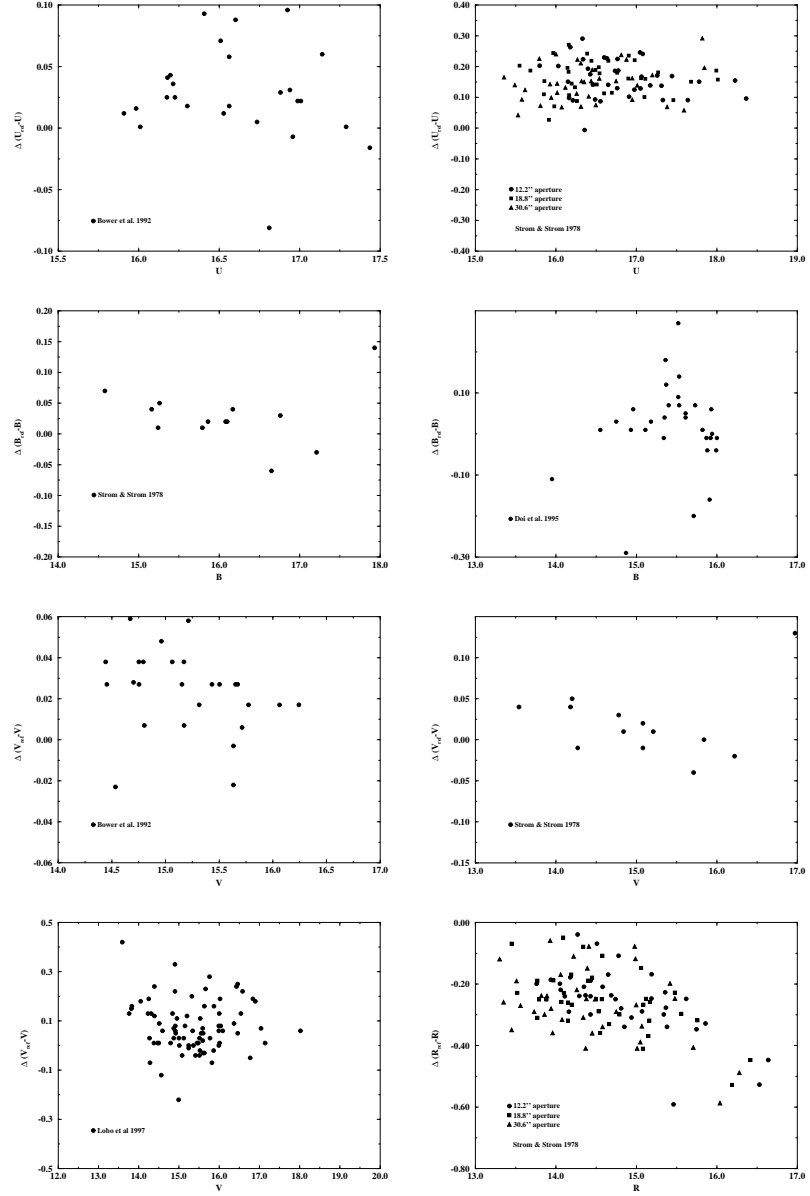 0.10
0.05
0.00
-0.05
-0.10
Δ (U_ref-U)
Bower et al. 1992
15.5 16.0 16.5 17.0 17.5
U
0.40
0.30
0.20
0.10
0.00
-0.10
-0.20
-0.30
0.40
Δ (U_ref-U)
12.2’’ aperture
18.8’’ aperture
30.6’’ aperture
Strom & Strom 1978
15.0 16.0 17.0 18.0 19.0
U
0.20
0.15
0.10
0.05
0.00
-0.05
-0.10
-0.15
-0.20
Δ (B_ref-B)
Strom & Strom 1978
14.0 15.0 16.0 17.0 18.0
B
0.10
-0.10
-0.30
Δ (B_ref-B)
Doi et al. 1995
13.0 14.0 15.0 16.0 17.0
B
0.06
0.04
0.02
0.00
-0.02
0.04
0.06
Δ (V_ref-V)
Bower et al. 1992
14.0 14.5 15.0 15.5 16.0 16.5 17.0
V
0.15
0.10
0.05
0.00
-0.05
-0.10
-0.15
Δ (V_ref-V)
Strom & Strom 1978
13.0 14.0 15.0 16.0 17.0
V
0.5
0.3
0.1
-0.1
-0.3
-0.5
Δ (V_ref-V)
Lobo et al 1997
12.0 13.0 14.0 15.0 16.0 17.0 18.0 19.0 20.0
V
0.00
-0.20
-0.40
-0.60
-0.80
Δ (R_ref-R)
12.2’’ aperture
18.8’’ aperture
30.6’’ aperture
Strom & Strom 1978
13.0 14.0 15.0 16.0 17.0
R